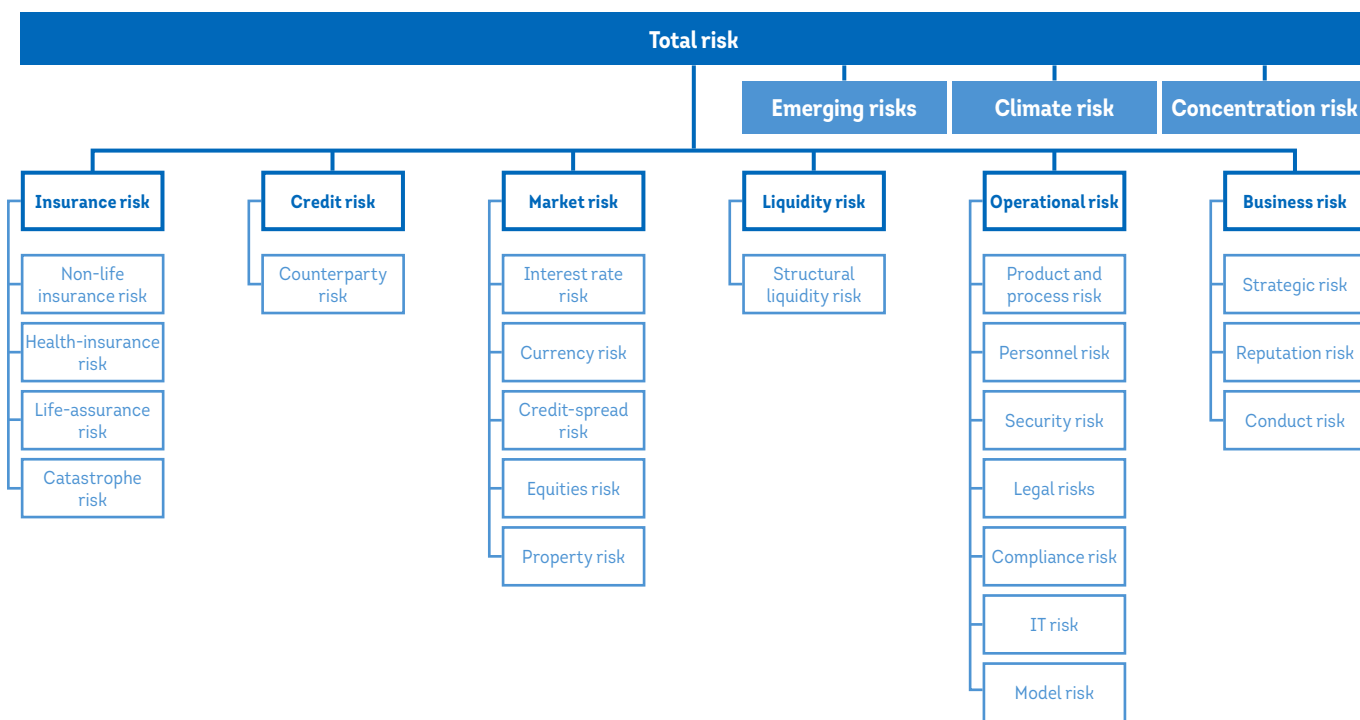 Total risk
Emerging risks
Climate risk
Concentration risk
Insurance risk
Credit risk
Market risk
Liquidity risk
Operational risk
Business risk
Non-life
insurance risk
Health-insurance
risk
Life-assurance
risk
Catastrophe
risk
Counterparty
risk
Interest rate
risk
Currency risk
Credit-spread
risk
Equities risk
Property risk
Structural
liquidity risk
Product and
process risk
Personnel risk
Security risk
Legal risks
Compliance risk
IT risk
Model risk
Strategic risk
Reputation risk
Conduct risk